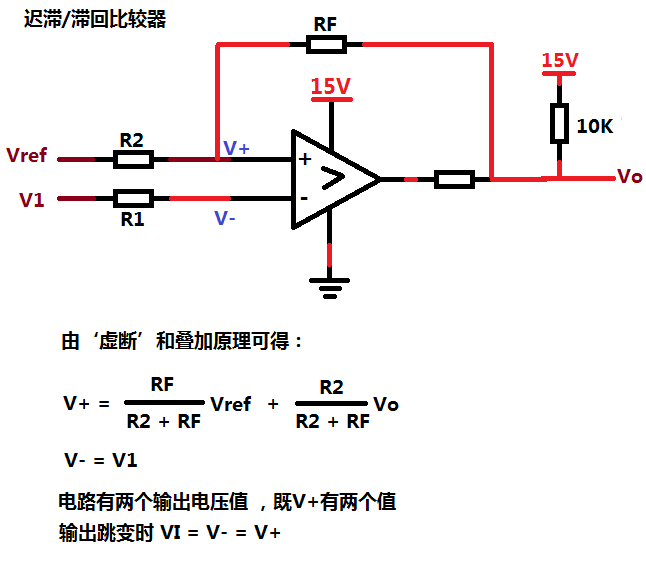 迟滞/滞回比较器
RF
15V
15V
10K
R2
Vref
V+
+
>
V1
-
R1
V-
Vo
由‘虚断’和叠加原理可得：
V+ = RF / R2 + RF Vref + R2 / R2 + RF Vo
V- = V1
电路有两个输出电压值，既V+有两个值
输出跳变时 VI = V- = V+